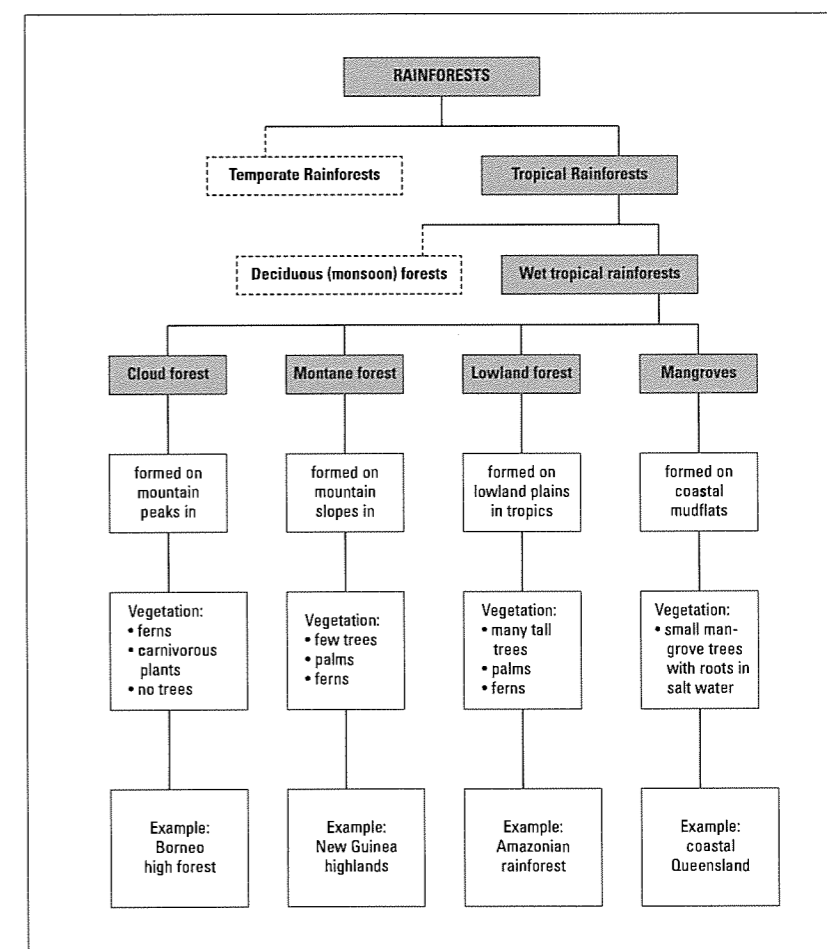 RAINFORESTS
Temperate Rainforests
Tropical Rainforests
Deciduous (monsoon) forests
Wet tropical rainforests
Cloud forest
Montane forest
Lowland forest
Mangroves
formed on
mountain
peaks in
formed on
mountain
slopes in
formed on
lowland plains
in tropics
formed on
coastal
mudflats
Vegetation:
• ferns
• carnivorous
plants
• no trees
Vegetation:
• few trees
• palms
• ferns
Vegetation:
• many tall
trees
• palms
• ferns
Vegetation:
• small man-
grove trees
with roots in
salt water
Example:
Borneo
high forest
Example:
New Guinea
highlands
Example:
Amazonian
rainforest
Example:
coastal
Queensland